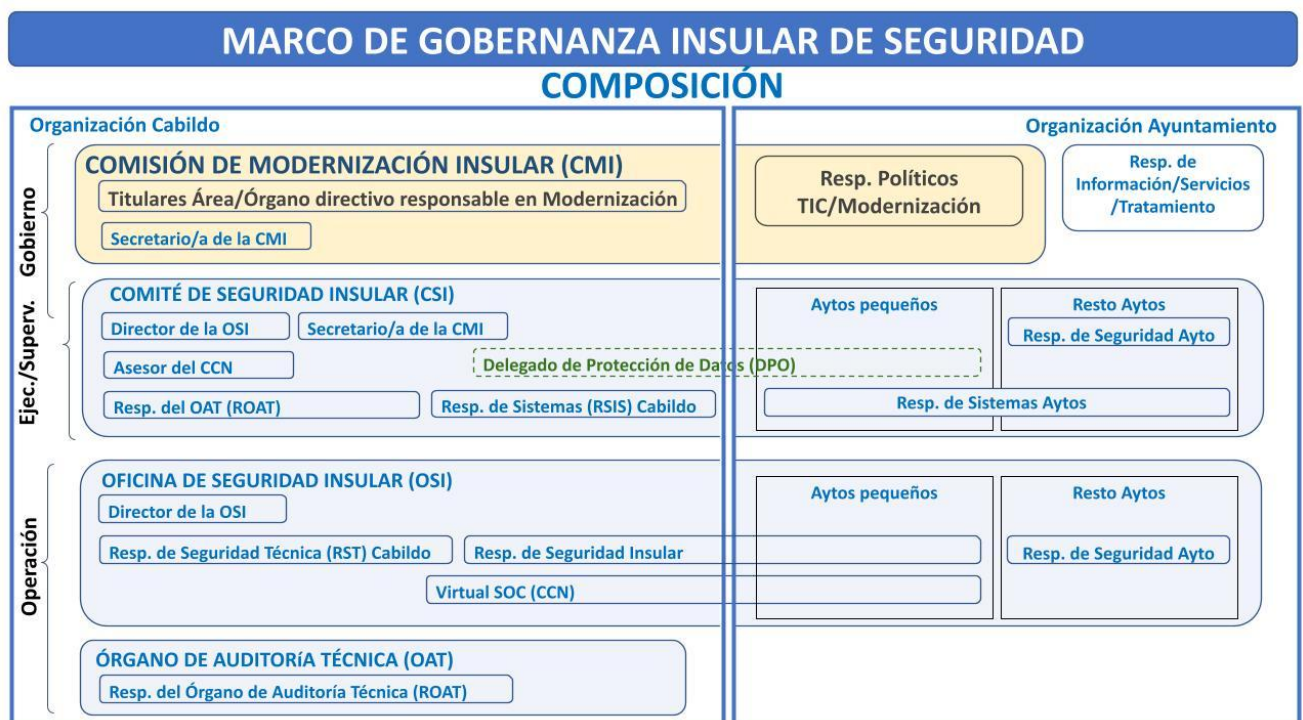 MARCO DE GOBERNANZA INSULAR DE SEGURIDAD
COMPOSICIÓN
Organización Cabildo
Organización Ayuntamiento
Gobierno
COMISIÓN DE MODERNIZACIÓN INSULAR (CMI)
Titulares Área/Órgano directivo responsable en Modernización
Secretario/a de la CMI
Resp. Políticos
TIC/Modernización
Resp. de
Información/Servicios
/Tratamiento
Ejec./Superv.
COMITÉ DE SEGURIDAD INSULAR (CSI)
Director de la OSI
Secretario/a de la CMI
Asesor del CCN
Delegado de Protección de Datos (DPO)
Resp. del OAT (ROAT)
Resp. de Sistemas (RSIS) Cabildo
Aytos pequeños
Resto Aytos
Resp. de Seguridad Ayto
Resp. de Sistemas Aytos
Operación
OFICINA DE SEGURIDAD INSULAR (OSI)
Director de la OSI
Resp. de Seguridad Técnica (RST) Cabildo
Resp. de Seguridad Insular
Virtual SOC (CCN)
Aytos pequeños
Resto Aytos
Resp. de Seguridad Ayto
ÓRGANO DE AUDITORíA TÉCNICA (OAT)
Resp. del Órgano de Auditoría Técnica (ROAT)